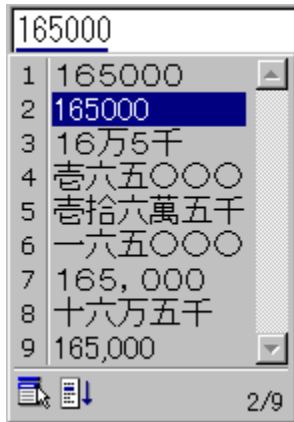 165000
1 １６５０００
2 165000
3 16万5千
4 壱六五〇〇〇
5 壱拾六萬五千
6 一六五〇〇〇
7 １６５，０００
8 十六万五千
9 165,000
2/9